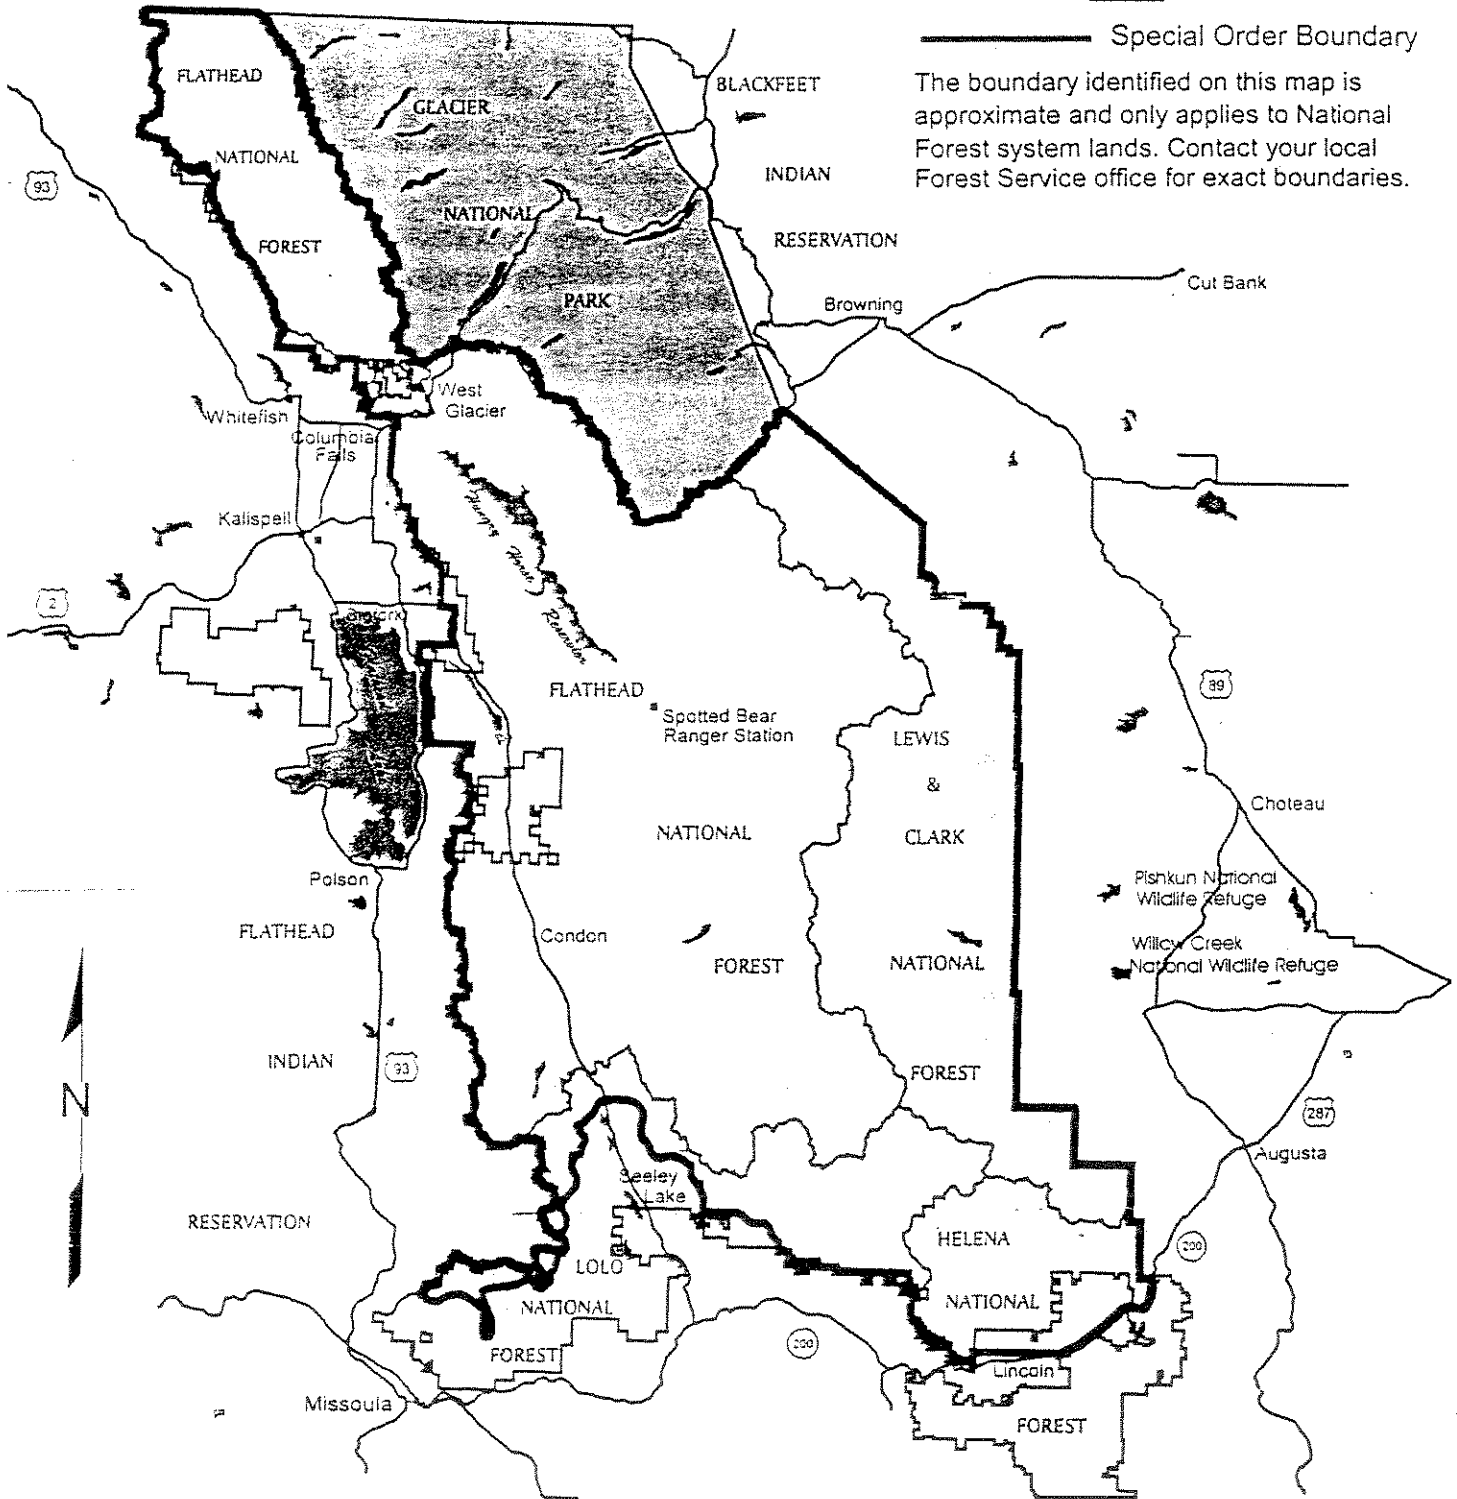 Special Order Boundary
The boundary identified on this map is
approximate and only applies to National
Forest system lands. Contact your local
Forest Service office for exact boundaries.
FLATHEAD
NATIONAL
FOREST
GLACIER
NATIONAL
PARK
BLACKFEET
INDIAN
RESERVATION
93
Browning
Cut Bank
West
Glacier
Whitefish
Columbia
Falls
Kalispell
Hungry Horse Reservoir
2
FLATHEAD
NATIONAL
FOREST
Spotted Bear
Ranger Station
LEWIS
&
CLARK
NATIONAL
FOREST
89
Choteau
Pishkun National
Wildlife Refuge
Willow Creek
National Wildlife Refuge
Polson
FLATHEAD
INDIAN
RESERVATION
Condon
93
N
287
Augusta
Seeley
Lake
HELENA
NATIONAL
FOREST
200
LOLO
NATIONAL
FOREST
200
Lincoln
Missoula